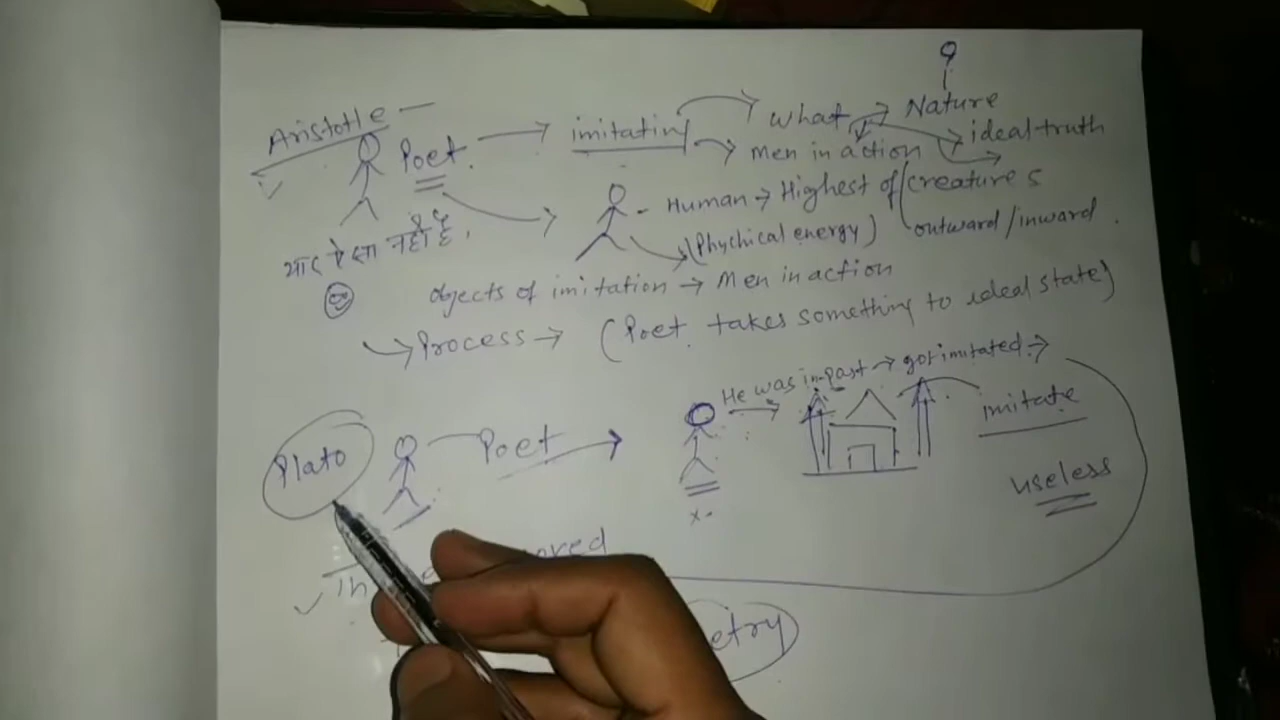 Aristotle —
Poet. → imitating → what → Nature
→ ideal-truth
→ men in action
Human → Highest of creatures
(Phychical energy) outward/inward.
यार ऐसा नहीं है,
objects of imitation → Men in action
→ Process → (Poet takes something to ideal state)
He was in past → got imitated. →
Plato Poet → imitate
useless